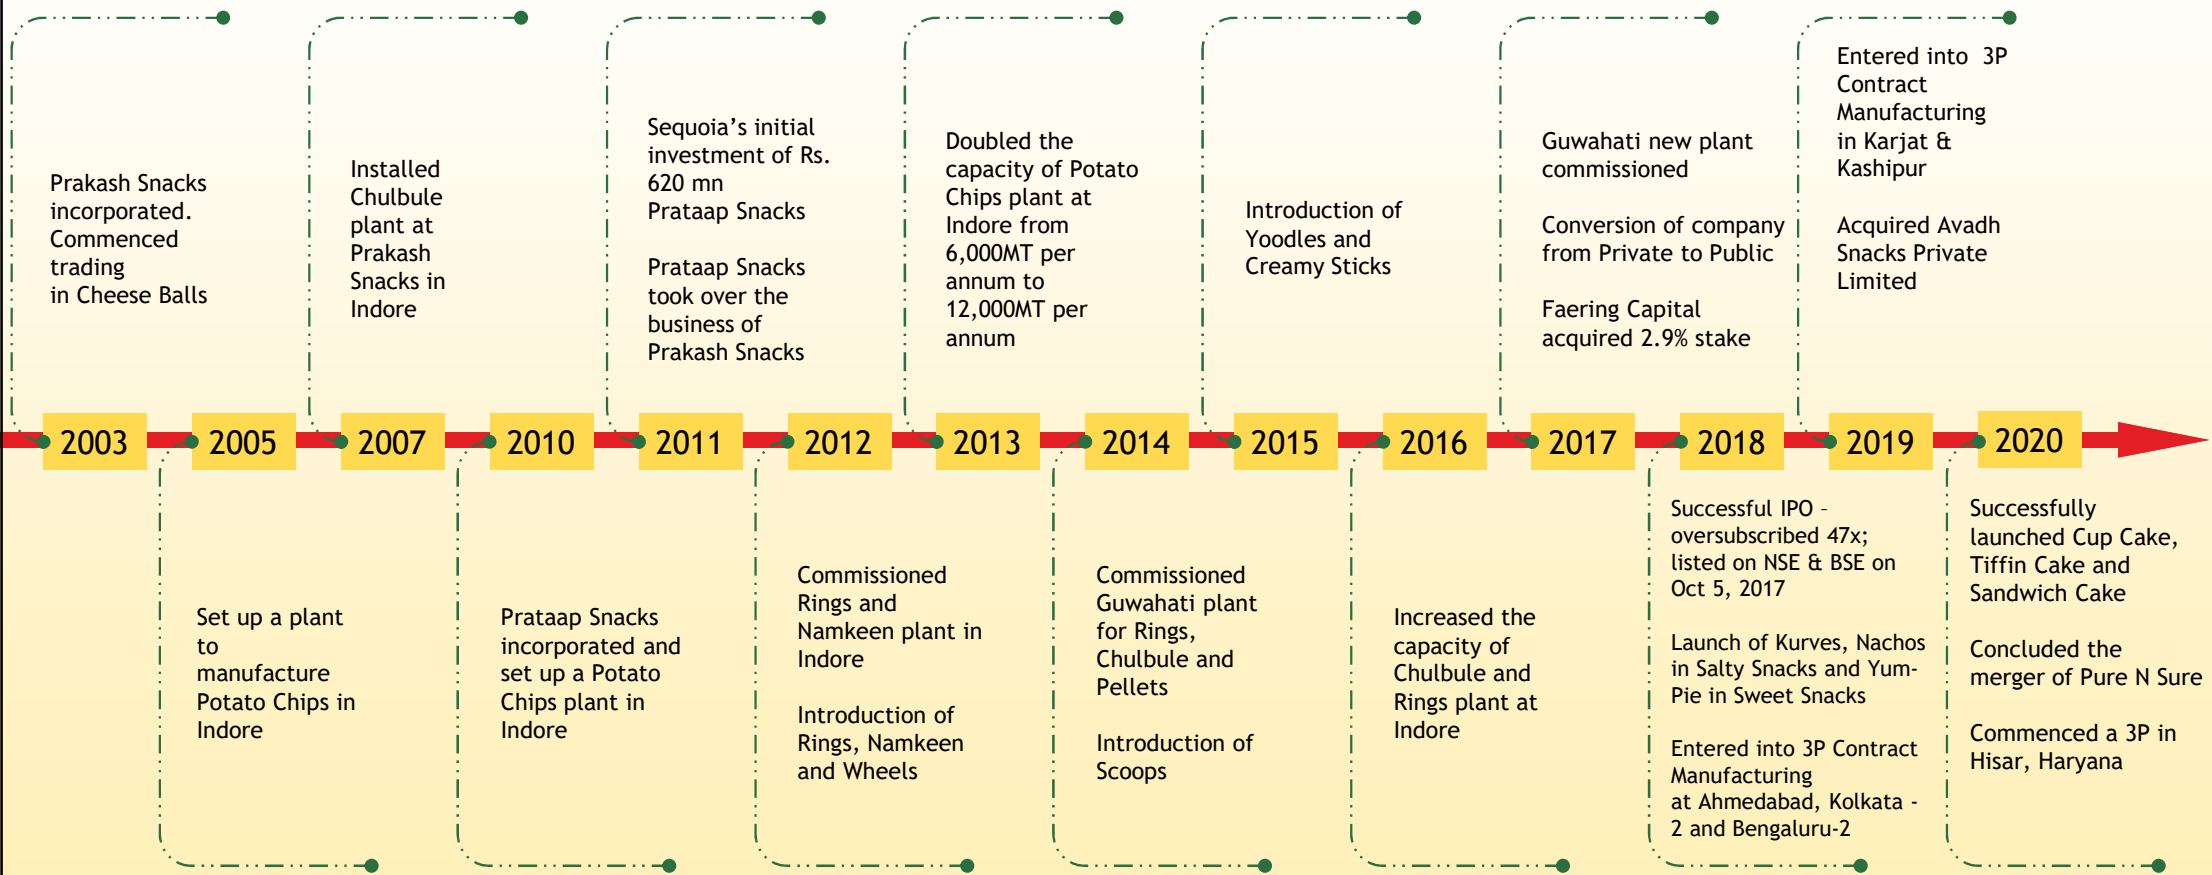 Prakash Snacks
incorporated.
Commenced
trading
in Cheese Balls
Installed
Chulbule
plant at
Prakash
Snacks in
Indore
Sequoia’s initial
investment of Rs.
620 mn
Prataap Snacks
Prataap Snacks
took over the
business of
Prakash Snacks
Doubled the
capacity of Potato
Chips plant at
Indore from
6,000MT per
annum to
12,000MT per
annum
Introduction of
Yoodles and
Creamy Sticks
Guwahati new plant
commissioned
Conversion of company
from Private to Public
Faering Capital
acquired 2.9% stake
Entered into 3P
Contract
Manufacturing
in Karjat &
Kashipur
Acquired Avadh
Snacks Private
Limited
2003 2005 2007 2010 2011 2012 2013 2014 2015 2016 2017 2018 2019 2020
Set up a plant
to
manufacture
Potato Chips in
Indore
Prataap Snacks
incorporated and
set up a Potato
Chips plant in
Indore
Commissioned
Rings and
Namkeen plant in
Indore
Introduction of
Rings, Namkeen
and Wheels
Commissioned
Guwahati plant
for Rings,
Chulbule and
Pellets
Introduction of
Scoops
Increased the
capacity of
Chulbule and
Rings plant at
Indore
Successful IPO –
oversubscribed 47x;
listed on NSE & BSE on
Oct 5, 2017
Launch of Kurves, Nachos
in Salty Snacks and Yum-
Pie in Sweet Snacks
Entered into 3P Contract
Manufacturing
at Ahmedabad, Kolkata -
2 and Bengaluru-2
Successfully
launched Cup Cake,
Tiffin Cake and
Sandwich Cake
Concluded the
merger of Pure N Sure
Commenced a 3P in
Hisar, Haryana